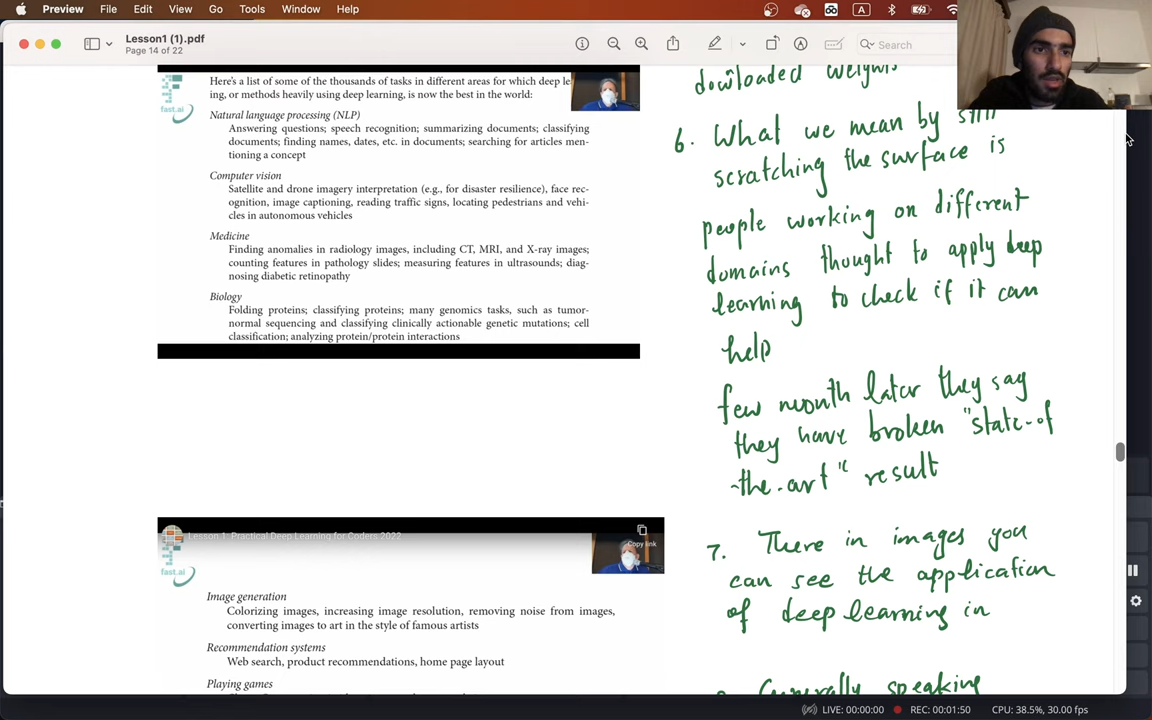 Preview File Edit View Go Tools Window Help
A
Lesson1 (1).pdf
Page 14 of 22
Search
Here's a list of some of the thousands of tasks in different areas for which deep le
ing, or methods heavily using deep learning, is now the best in the world:
fast.ai
Natural language processing (NLP)
Answering questions; speech recognition; summarizing documents; classifying
documents; finding names, dates, etc. in documents; searching for articles men-
tioning a concept
Computer vision
Satellite and drone imagery interpretation (e.g., for disaster resilience), face rec-
ognition, image captioning, reading traffic signs, locating pedestrians and vehi-
cles in autonomous vehicles
Medicine
Finding anomalies in radiology images, including CT, MRI, and X-ray images;
counting features in pathology slides; measuring features in ultrasounds; diag-
nosing diabetic retinopathy
Biology
Folding proteins; classifying proteins; many genomics tasks, such as tumor-
normal sequencing and classifying clinically actionable genetic mutations; cell
classification; analyzing protein/protein interactions
Lesson 1: Practical Deep Learning for Coders 2022
Copy link
fast.ai
Image generation
Colorizing images, increasing image resolution, removing noise from images,
converting images to art in the style of famous artists
Recommendation systems
Web search, product recommendations, home page layout
Playing games
dowloaded weights
6. What we mean by still
scratching the surface is
people working on different
domains thought to apply deep
learning to check if it can
help
few month later they say
they have broken "state-of
-the-art" result
7. There in images you
can see the application
of deep learning in
Generally speaking
LIVE: 00:00:00 REC: 00:01:50 CPU: 38.5%, 30.00 fps